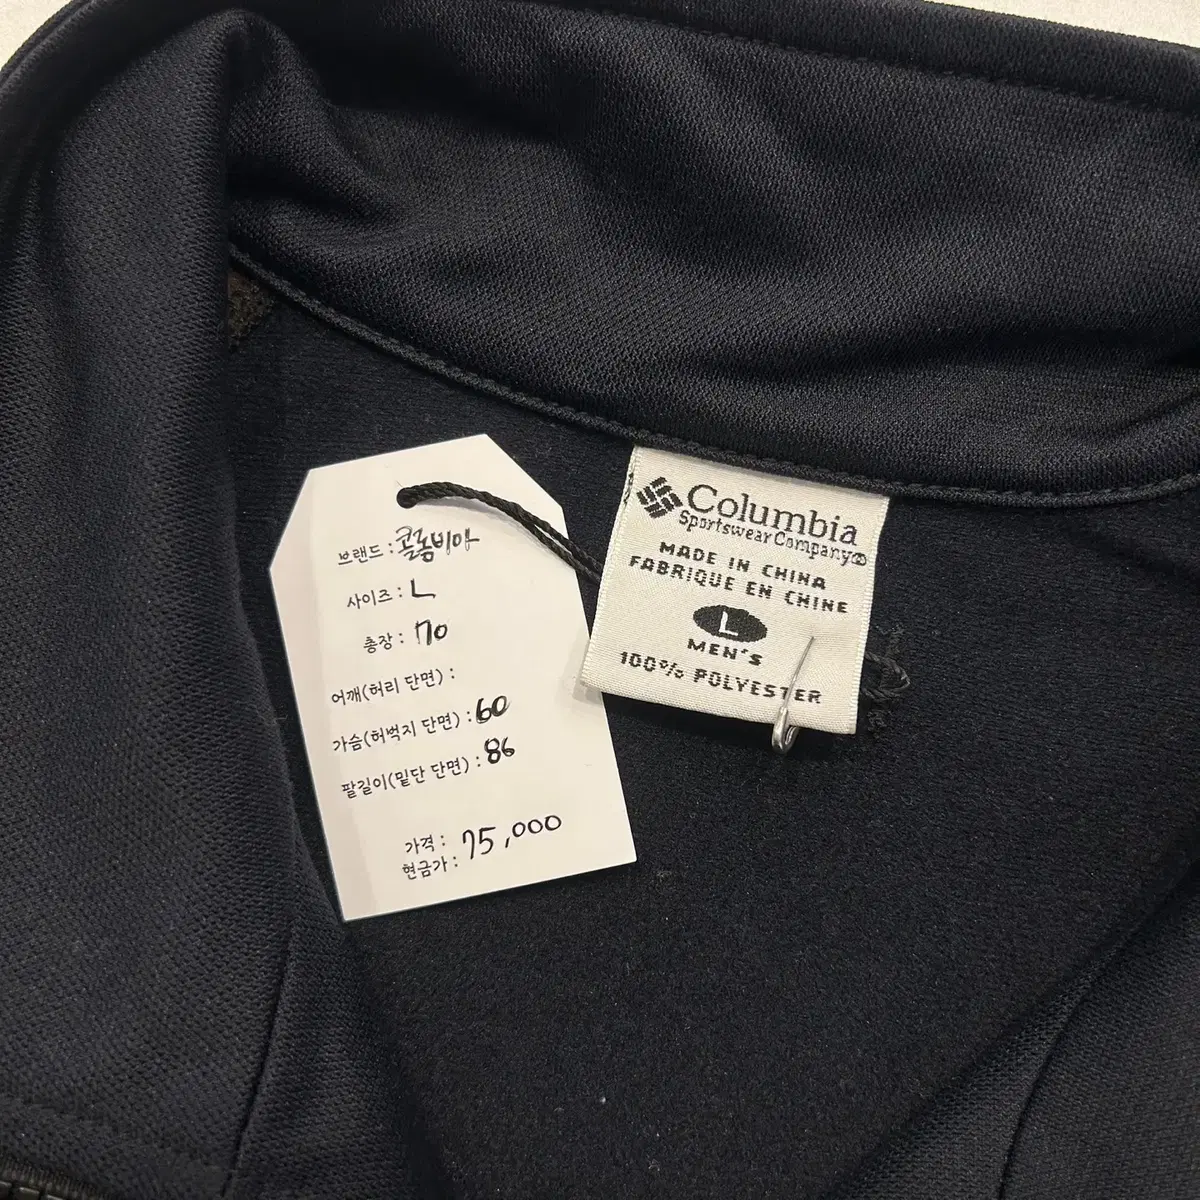 브랜드 : 콜롬비아
사이즈 : L
총장 : 70
어깨(허리 단면) :
가슴(허벅지 단면) : 60
팔길이(밑단 단면) : 86
가격 : 75,000
현금가 :
Columbia
Sportswear Company®
MADE IN CHINA
FABRIQUE EN CHINE
L
MEN'S
100% POLYESTER